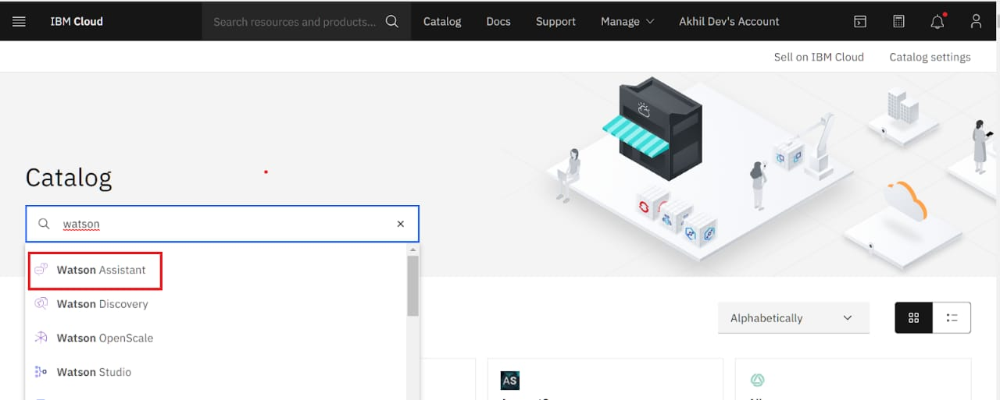 IBM Cloud
Search resources and products...
Catalog
Docs
Support
Manage
Akhil Dev's Account
Sell on IBM Cloud
Catalog settings
Catalog
watson
Watson Assistant
Watson Discovery
Watson OpenScale
Watson Studio
Alphabetically
AS